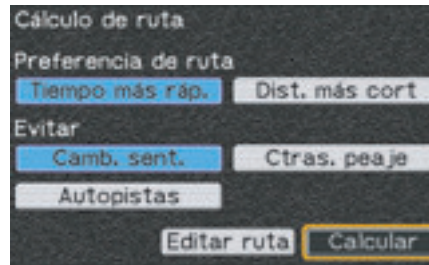 Cálculo de ruta
Preferencia de ruta
Tiempo más ráp. Dist. más cort
Evitar
Camb. sent. Ctras. peaje
Autopistas
Editar ruta Calcular